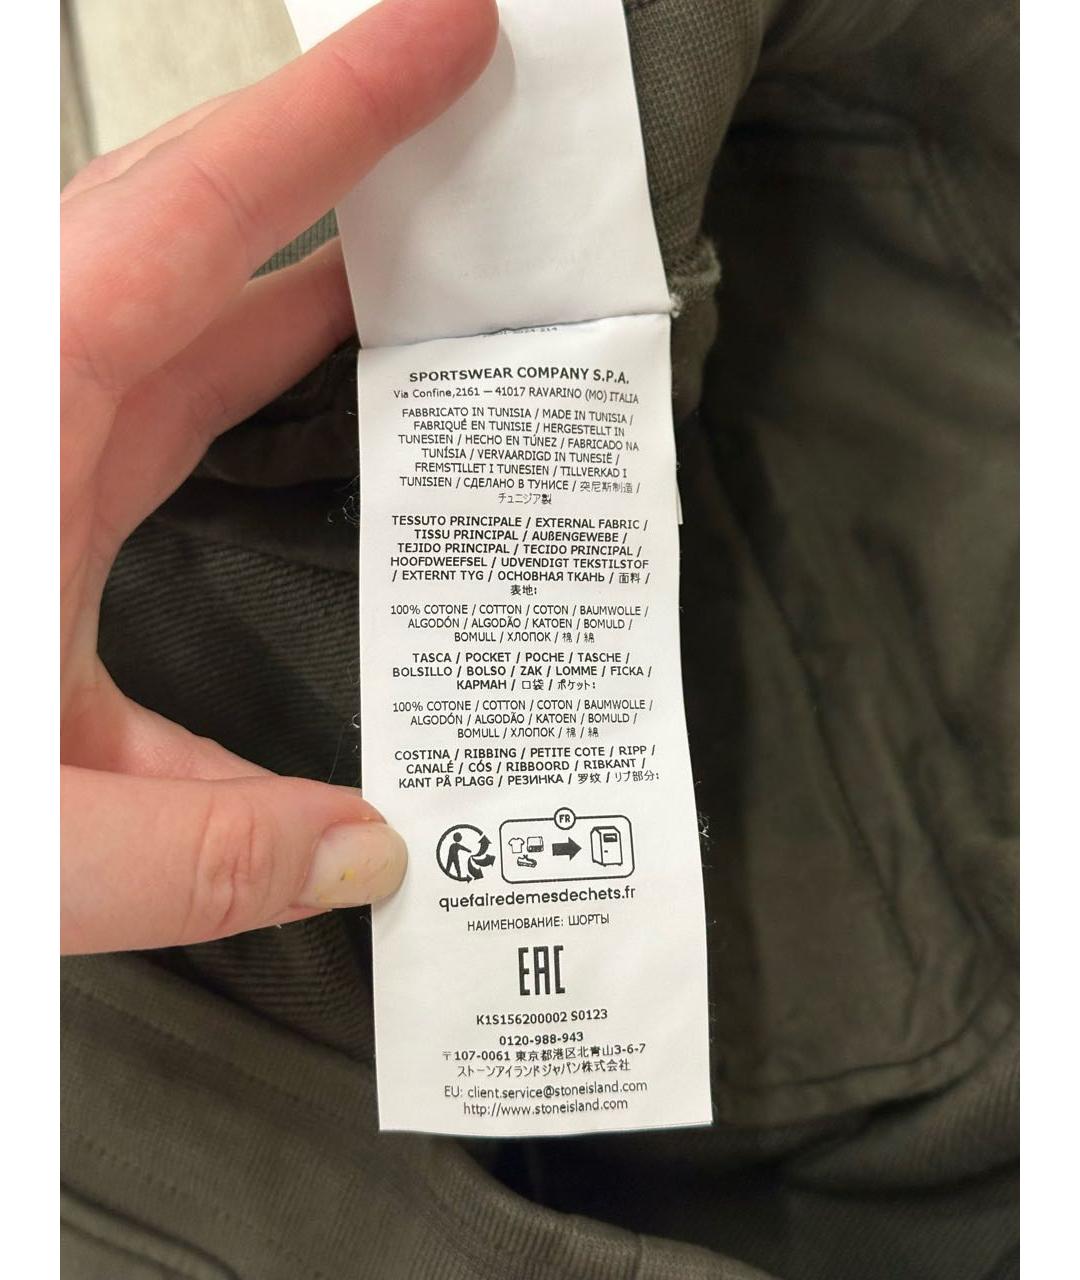 SPORTSWEAR COMPANY S.P.A.
Via Confine,2161 — 41017 RAVARINO (MO) ITALIA
FABBRICATO IN TUNISIA / MADE IN TUNISIA /
FABRIQUÉ EN TUNISIE / HERGESTELLT IN
TUNESIEN / HECHO EN TÚNEZ / FABRICADO NA
TUNÍSIA / VERVAARDIGD IN TUNESIË /
FREMSTILLET I TUNESIEN / TILLVERKAD I
TUNISIEN / СДЕЛАНО В ТУНИСЕ / 突尼斯制造 /
チュニジア製
TESSUTO PRINCIPALE / EXTERNAL FABRIC /
TISSU PRINCIPAL / AUßENGEWEBE /
TEJIDO PRINCIPAL / TECIDO PRINCIPAL /
HOOFDWEEFSEL / UDVENDIGT TEKSTILSTOF
/ EXTERNT TYG / ОСНОВНАЯ ТКАНЬ / 面料 /
表地:
100% COTONE / COTTON / COTON / BAUMWOLLE /
ALGODÓN / ALGODÃO / KATOEN / BOMULD /
BOMULL / ХЛОПОК / 棉 / 綿
TASCA / POCKET / POCHE / TASCHE /
BOLSILLO / BOLSO / ZAK / LOMME / FICKA /
КАРМАН / 口袋 / ポケット:
100% COTONE / COTTON / COTON / BAUMWOLLE /
ALGODÓN / ALGODÃO / KATOEN / BOMULD /
BOMULL / ХЛОПОК / 棉 / 綿
COSTINA / RIBBING / PETITE COTE / RIPP /
CANALÉ / CÓS / RIBBOORD / RIBKANT /
KANT PÅ PLAGG / РЕЗИНКА / 罗纹 / リブ部分:
FR
quefairedemesdechets.fr
НАИМЕНОВАНИЕ: ШОРТЫ
EAC
K1S156200002 S0123
0120-988-943
〒107-0061 東京都港区北青山3-6-7
ストーンアイランドジャパン株式会社
EU: client.service@stoneisland.com
http://www.stoneisland.com